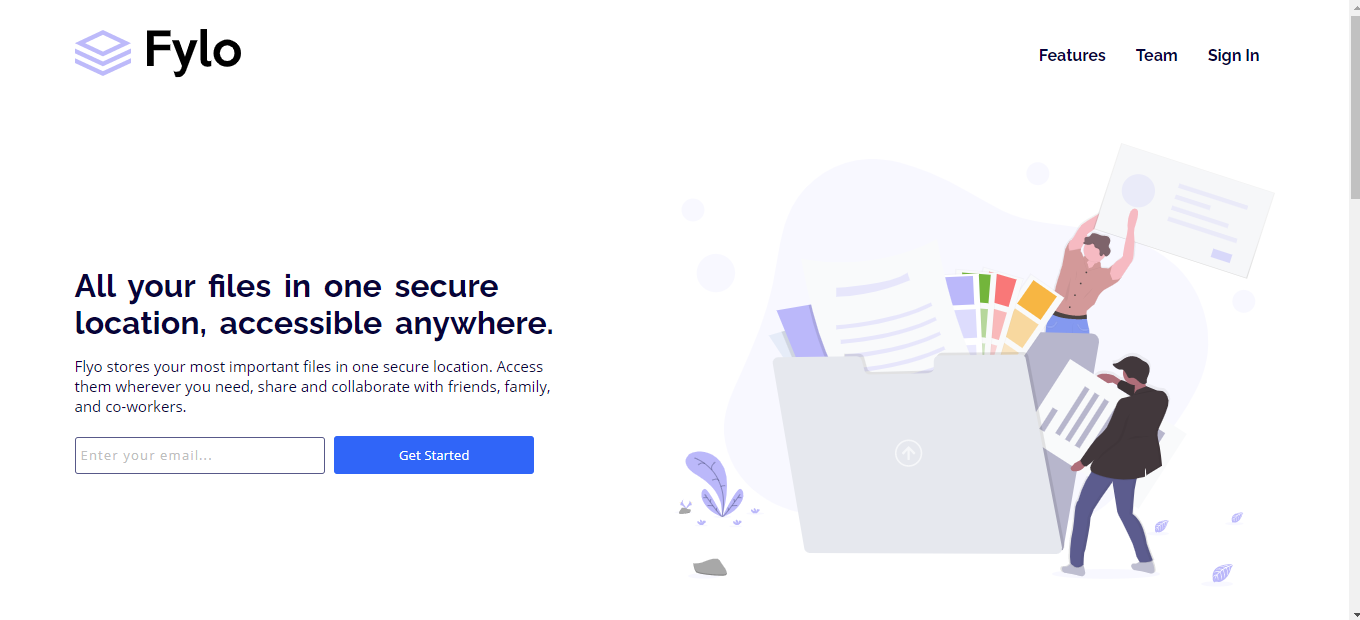 Fylo
Features Team Sign In
All your files in one secure
location, accessible anywhere.
Flyo stores your most important files in one secure location. Access
them wherever you need, share and collaborate with friends, family,
and co-workers.
Enter your email... Get Started